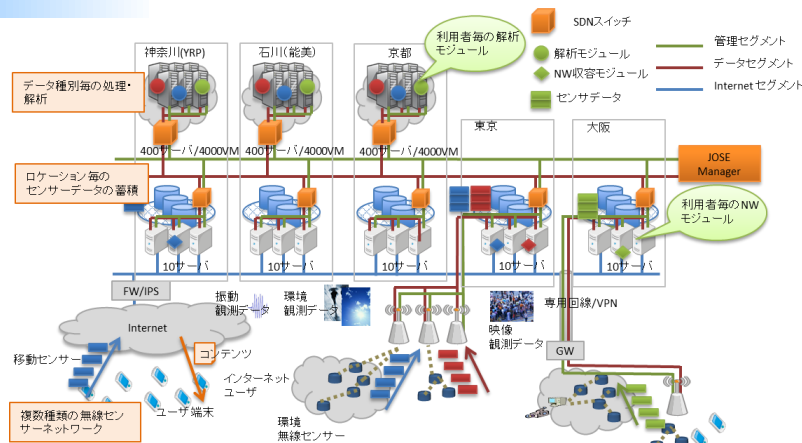 SDNスイッチ
神奈川(YRP)
石川(能美)
京都
利用者毎の解析
モジュール
解析モジュール
NW収容モジュール
センサデータ
管理セグメント
データセグメント
Internet セグメント
データ種別毎の処理・
解析
東京
大阪
400サーバ/4000VM
400サーバ/4000VM
400サーバ/4000VM
JOSE
Manager
ロケーション毎の
センサーデータの蓄積
利用者毎のNW
モジュール
10サーバ
10サーバ
10サーバ
10サーバ
10サーバ
FW/IPS
振動
観測データ
環境
観測データ
専用回線/VPN
Internet
映像
観測データ
GW
移動センサー
コンテンツ
インターネット
ユーザ
複数種類の無線セン
サーネットワーク
ユーザ端末
環境
無線センサー